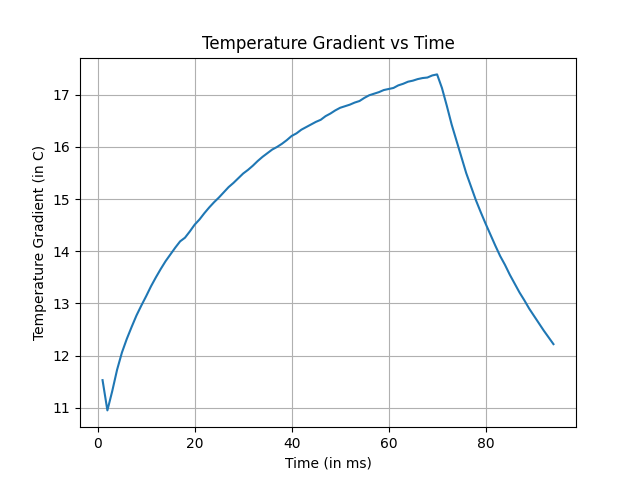 Temperature Gradient vs Time
Temperature Gradient (in C)
17
16
15
14
13
12
11
0 20 40 60 80
Time (in ms)